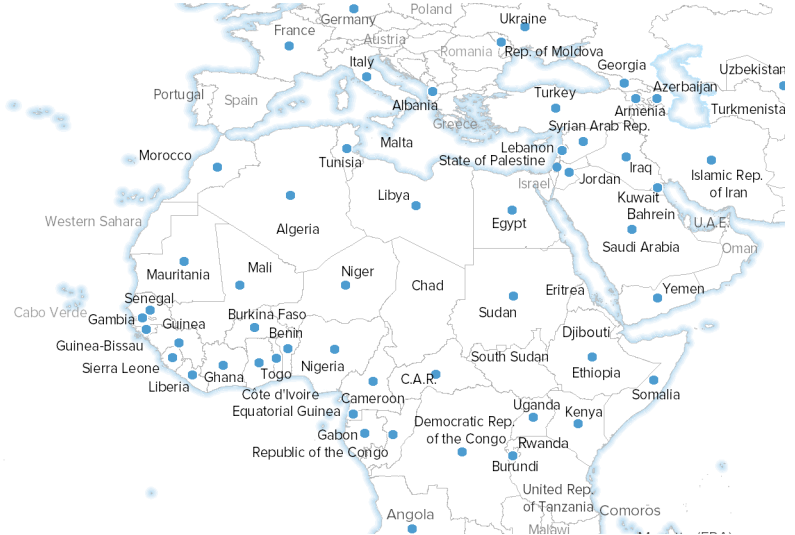 Germany
Poland
Ukraine
France
Austria
Romania
Rep. of Moldova
Italy
Georgia
Uzbekistan
Portugal
Spain
Albania
Turkey
Azerbaijan
Armenia
Turkmenista
Greece
Malta
Syrian Arab Rep.
Morocco
Tunisia
Lebanon
State of Palestine
Iraq
Islamic Rep.
of Iran
Israel
Jordan
Libya
Kuwait
Bahrein
Western Sahara
Algeria
Egypt
U.A.E.
Saudi Arabia
Oman
Mauritania
Mali
Niger
Chad
Eritrea
Yemen
Cabo Verde
Senegal
Gambia
Guinea
Burkina Faso
Benin
Sudan
Djibouti
Guinea-Bissau
Sierra Leone
Liberia
Ghana
Togo
Nigeria
South Sudan
Ethiopia
C.A.R.
Somalia
Côte d'Ivoire
Cameroon
Equatorial Guinea
Uganda
Kenya
Gabon
Democratic Rep.
of the Congo
Rwanda
Republic of the Congo
Burundi
United Rep.
of Tanzania
Angola
Comoros
Malawi